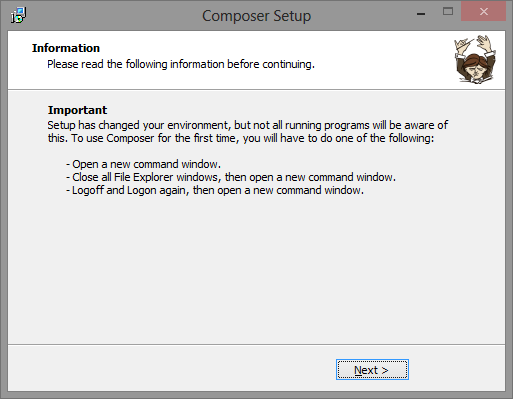 Composer Setup
Information
Please read the following information before continuing.
Important
Setup has changed your environment, but not all running programs will be aware of
this. To use Composer for the first time, you will have to do one of the following:
- Open a new command window.
- Close all File Explorer windows, then open a new command window.
- Logoff and Logon again, then open a new command window.
Next >